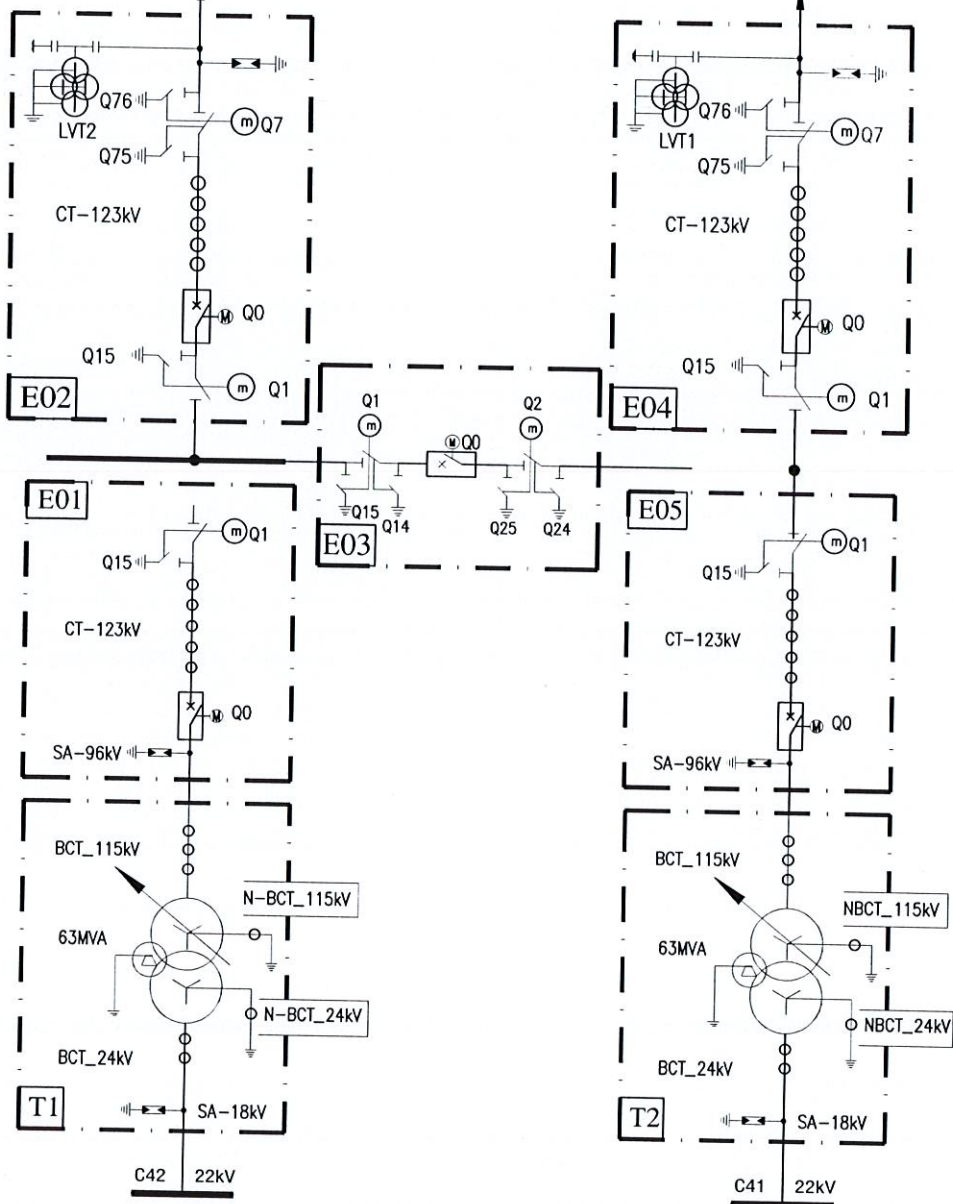 Q76
m
Q7
LVT2
Q75
CT-123kV
M
Q0
Q15
m
Q1
E02
Q76
m
Q7
LVT1
Q75
CT-123kV
M
Q0
Q15
m
Q1
E04
Q1
m
M
Q0
Q2
m
Q15
Q14
Q25
Q24
E03
E01
m
Q1
Q15
CT-123kV
M
Q0
SA-96kV
E05
m
Q1
Q15
CT-123kV
M
Q0
SA-96kV
BCT_115kV
N-BCT_115kV
63MVA
N-BCT_24kV
BCT_24kV
T1
SA-18kV
C42 22kV
BCT_115kV
NBCT_115kV
63MVA
NBCT_24kV
BCT_24kV
T2
SA-18kV
C41 22kV